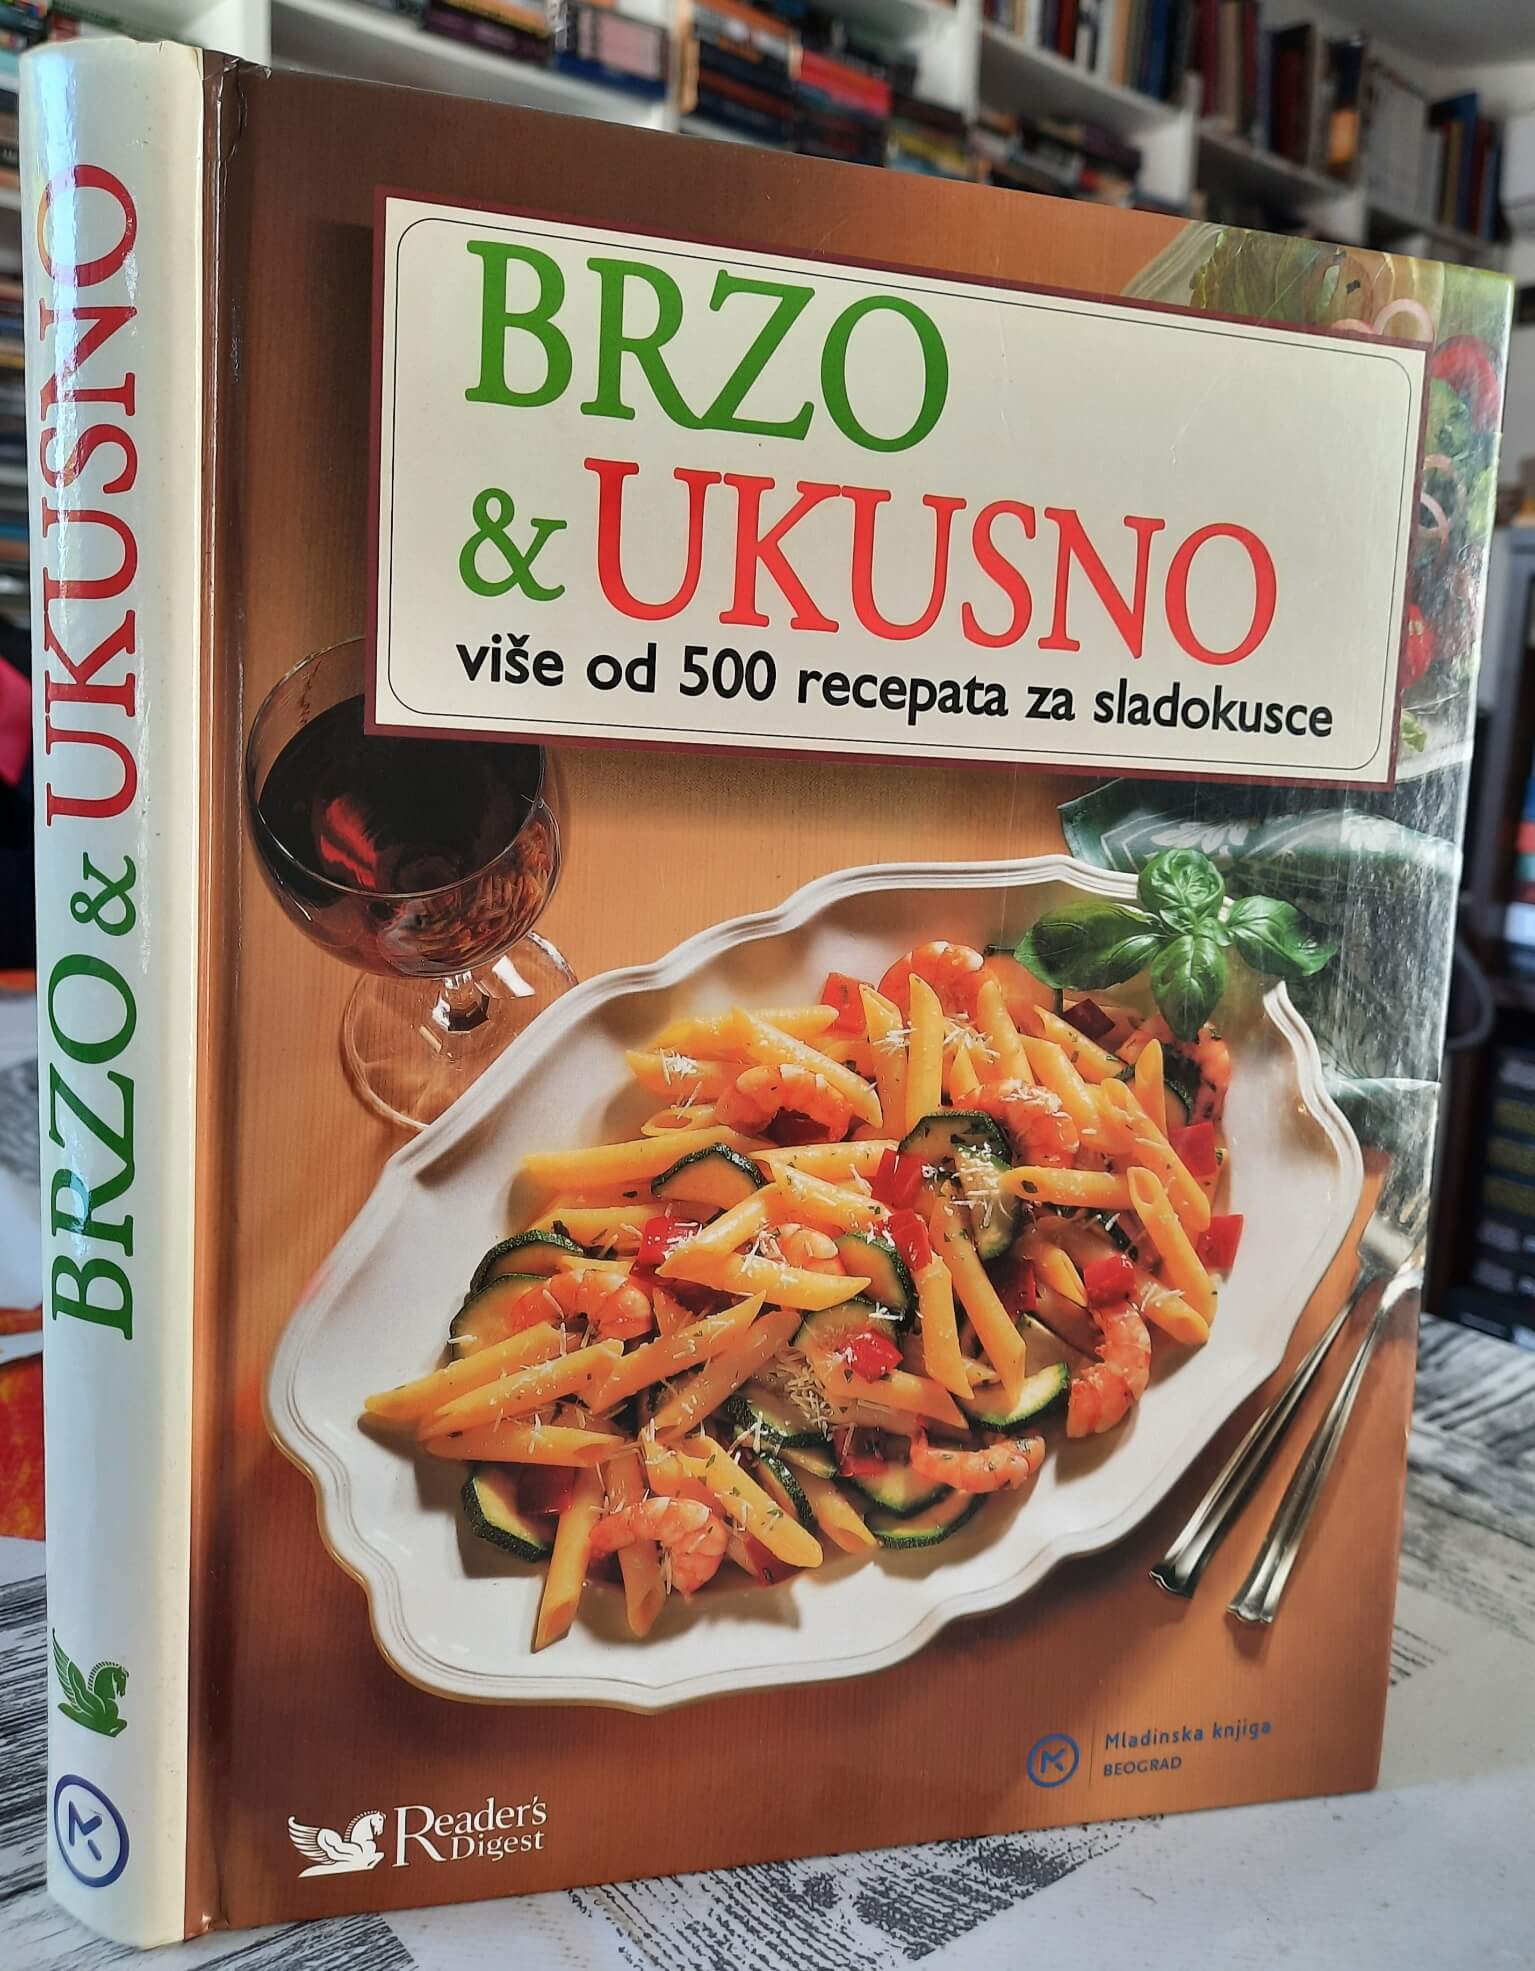 BRZO & UKUSNO
BRZO
& UKUSNO
više od 500 recepata za sladokusce
Reader's
Digest
Mladinska knjiga
BEOGRAD